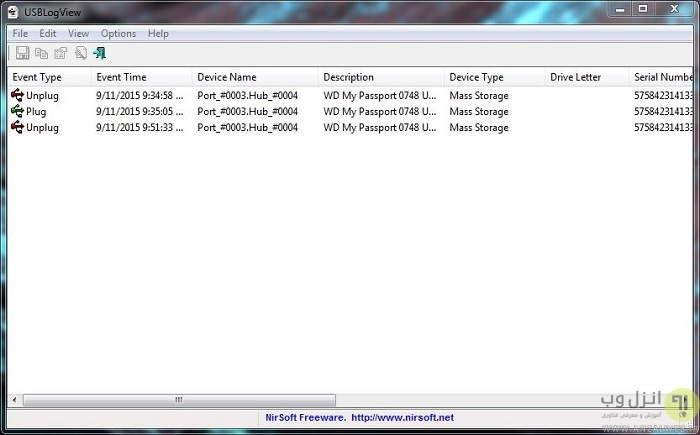 USBLogView
File Edit View Options Help
Event Type Event Time Device Name Description Device Type Drive Letter Serial Numbe
Unplug 9/11/2015 9:34:58 ... Port_#0003.Hub_#0004 WD My Passport 0748 U... Mass Storage 575842314133
Plug 9/11/2015 9:35:05 ... Port_#0003.Hub_#0004 WD My Passport 0748 U... Mass Storage 575842314133
Unplug 9/11/2015 9:51:33 ... Port_#0003.Hub_#0004 WD My Passport 0748 U... Mass Storage 575842314133
انزل وب
آموزش و معرفی فناوری
NirSoft Freeware. http://www.nirsoft.net